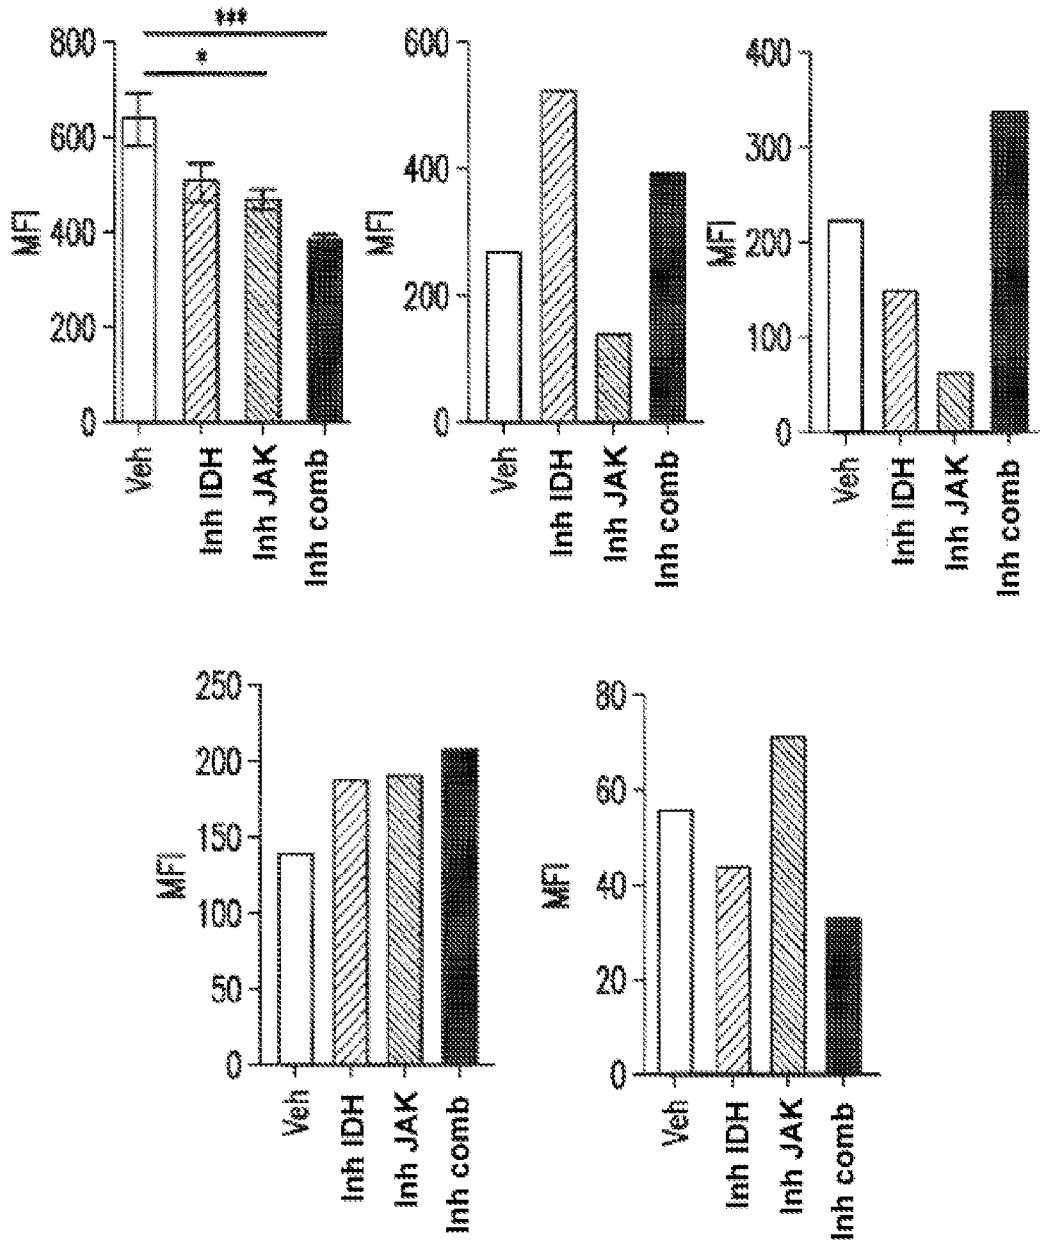 ***
*
800
600
400
200
0
MFI
Veh
Inh IDH
Inh JAK
Inh comb
600
400
200
0
MFI
Veh
Inh IDH
Inh JAK
Inh comb
400
300
200
100
0
MFI
Veh
Inh IDH
Inh JAK
Inh comb
250
200
150
100
50
0
MFI
Veh
Inh IDH
Inh JAK
Inh comb
80
60
40
20
0
MFI
Veh
Inh IDH
Inh JAK
Inh comb